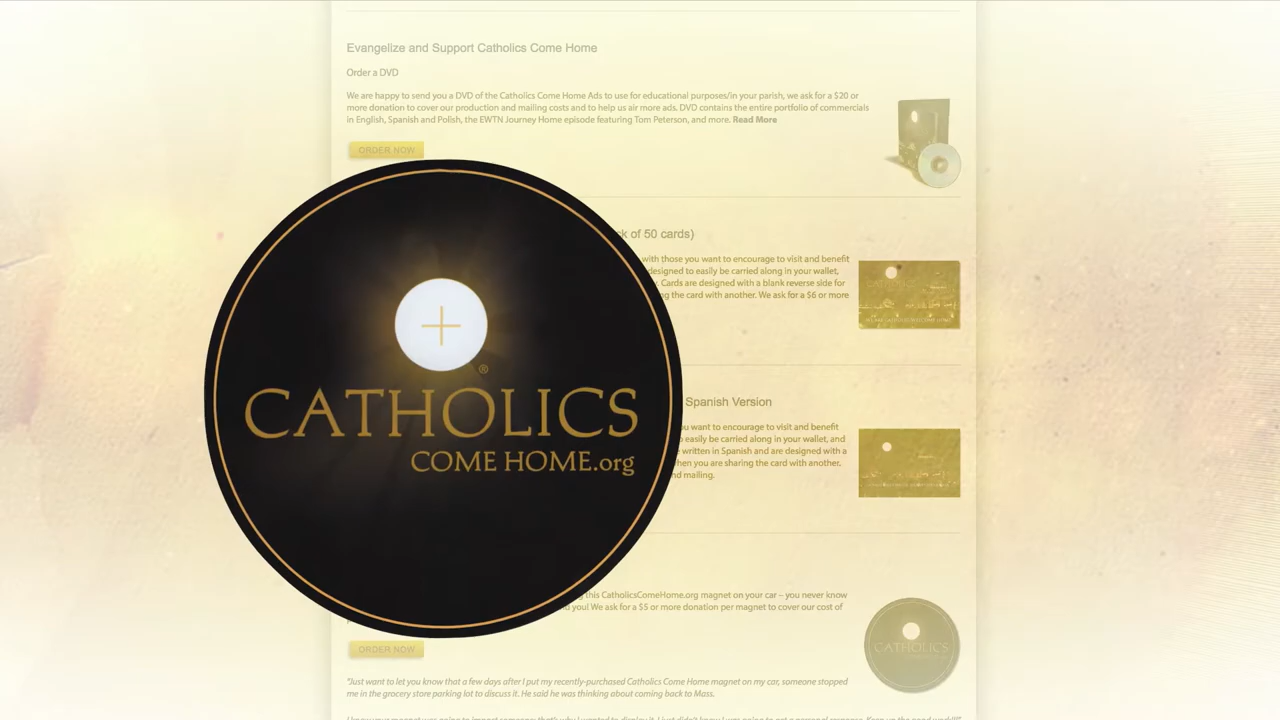 Evangelize and Support Catholics Come Home
Order a DVD
We are happy to send you a DVD of the Catholics Come Home Ads to use for educational purposes/in your parish, we ask for a $20 or
more donation to cover our production and mailing costs and to help us air more ads. DVD contains the entire portfolio of commercials
in English, Spanish and Polish, the EWTN Journey Home episode featuring Tom Peterson, and more. Read More
ORDER NOW
of 50 cards)
with those you want to encourage to visit and benefit
designed to easily be carried along in your wallet,
Cards are designed with a blank reverse side for
the card with another. We ask for a $6 or more
CATHOLICS
COME HOME.org
®
Spanish Version
you want to encourage to visit and benefit
easily be carried along in your wallet, and
written in Spanish and are designed with a
when you are sharing the card with another.
and mailing.
this CatholicsComeHome.org magnet on your car – you never know
you! We ask for a $5 or more donation per magnet to cover our cost of
ORDER NOW
CATHOLICS
"Just want to let you know that a few days after I put my recently-purchased Catholics Come Home magnet on my car, someone stopped
me in the grocery store parking lot to discuss it. He said he was thinking about coming back to Mass.